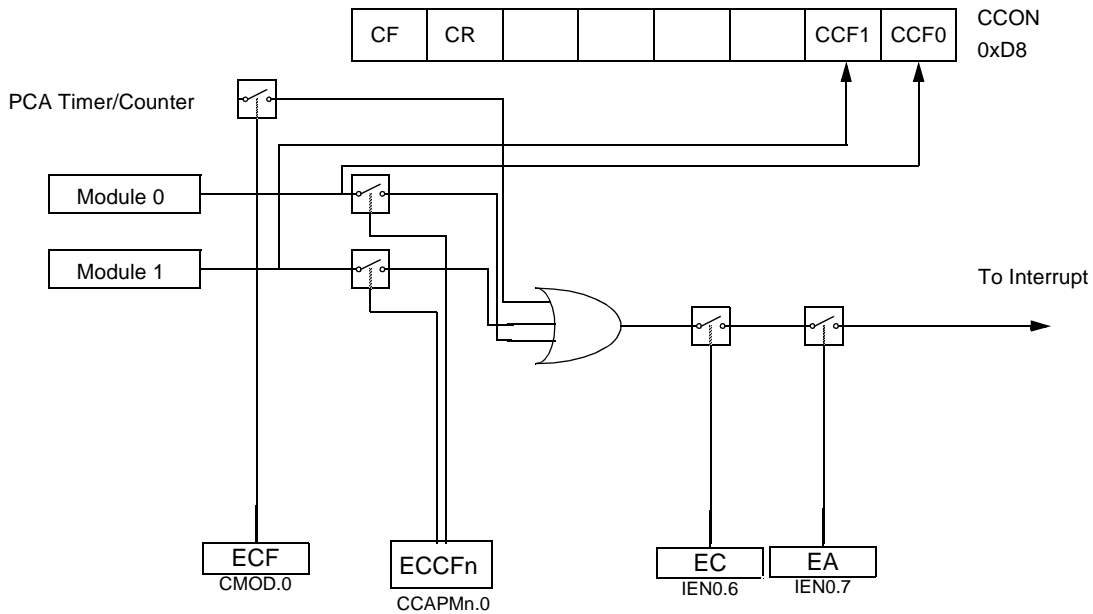 CF CR CCF1 CCF0 CCON
0xD8
PCA Timer/Counter
Module 0
Module 1
To Interrupt
ECF
CMOD.0
ECCFn
CCAPMn.0
EC
IEN0.6
EA
IEN0.7